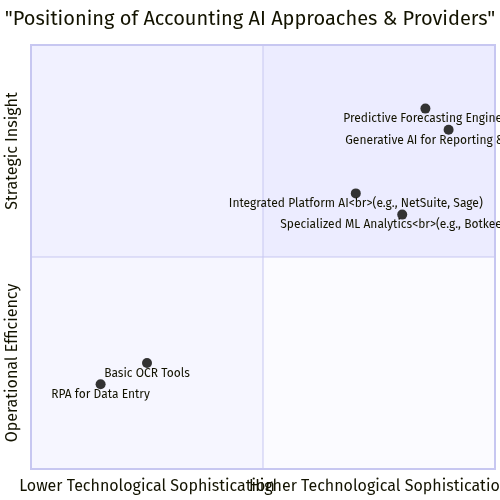 "Positioning of Accounting AI Approaches & Providers"
Strategic Insight
Predictive Forecasting Engine
Generative AI for Reporting &
Integrated Platform AI<br>(e.g., NetSuite, Sage)
Specialized ML Analytics<br>(e.g., Botkee
Operational Efficiency
Basic OCR Tools
RPA for Data Entry
Lower Technological Sophistication
Higher Technological Sophisticatio